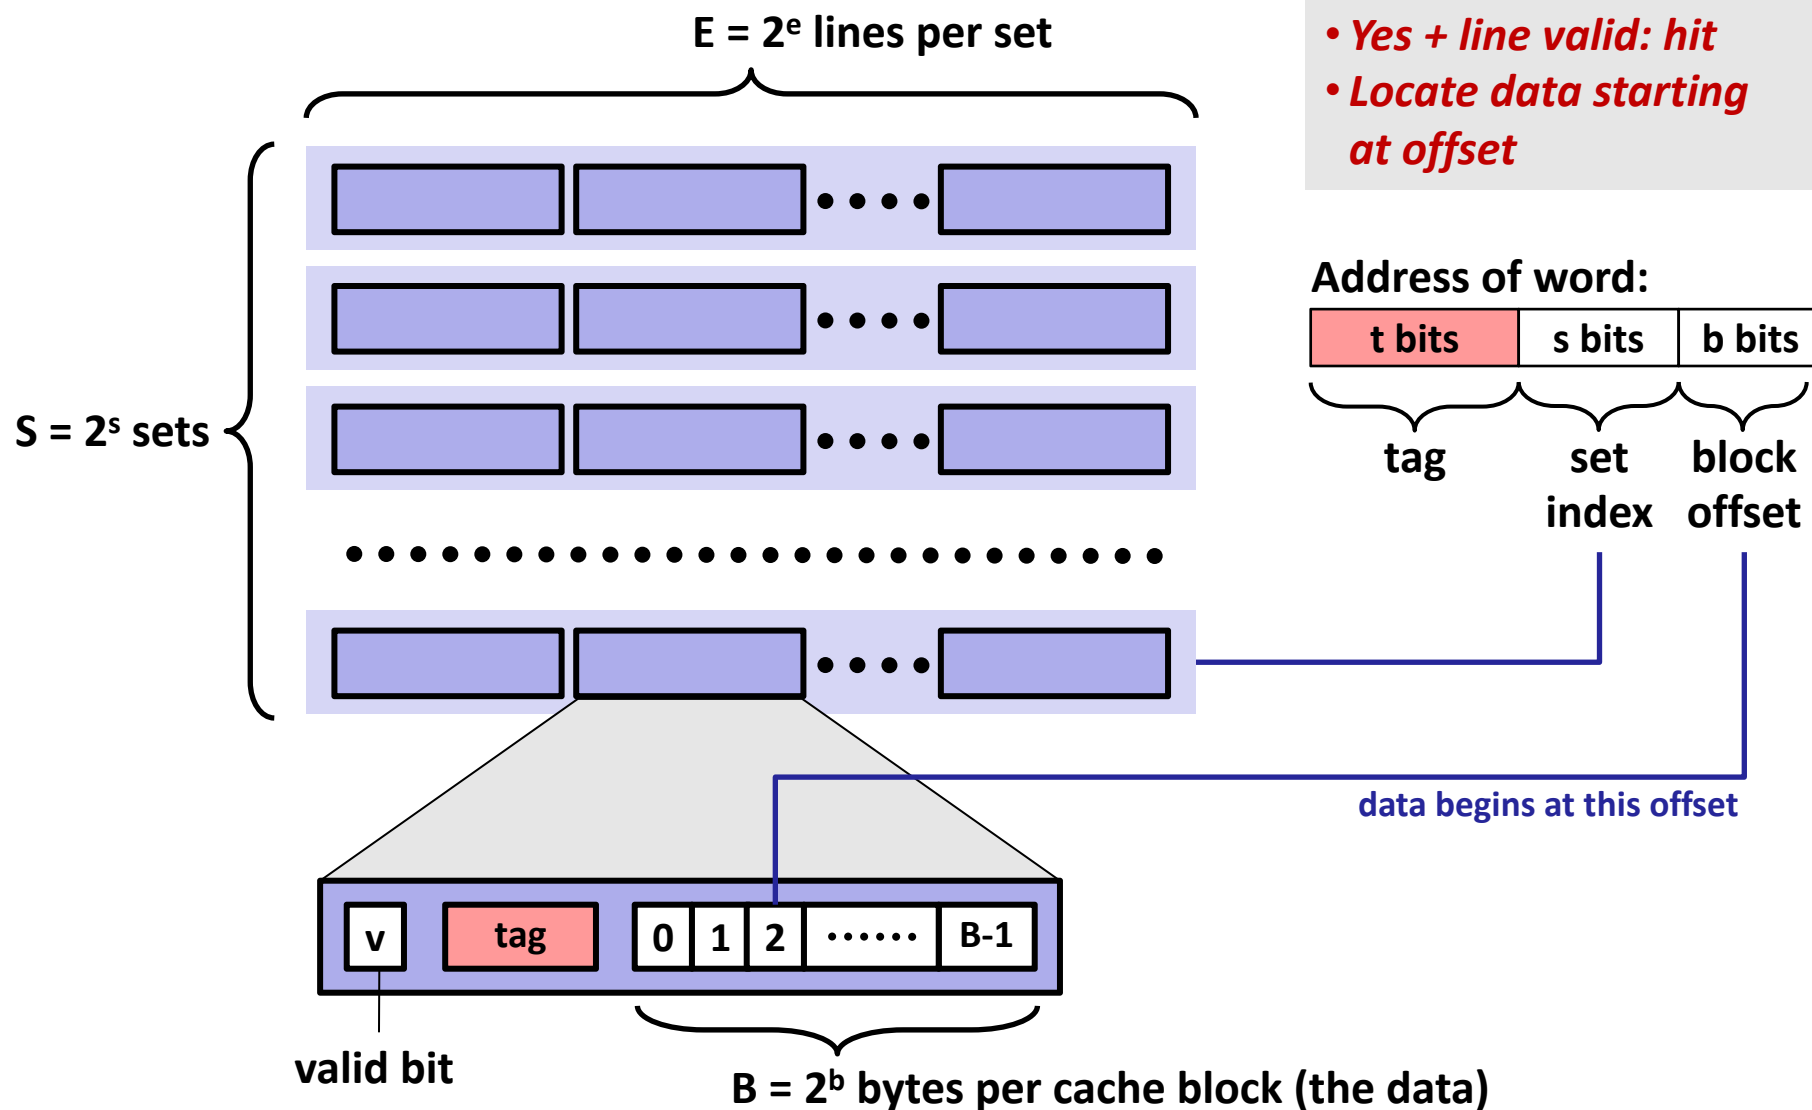 E = 2ᵉ lines per set
• Yes + line valid: hit
• Locate data starting
at offset
Address of word:
t bits s bits b bits
tag set block
index offset
S = 2ˢ sets
data begins at this offset
v tag 0 1 2 •••••• B-1
valid bit
B = 2ᵇ bytes per cache block (the data)